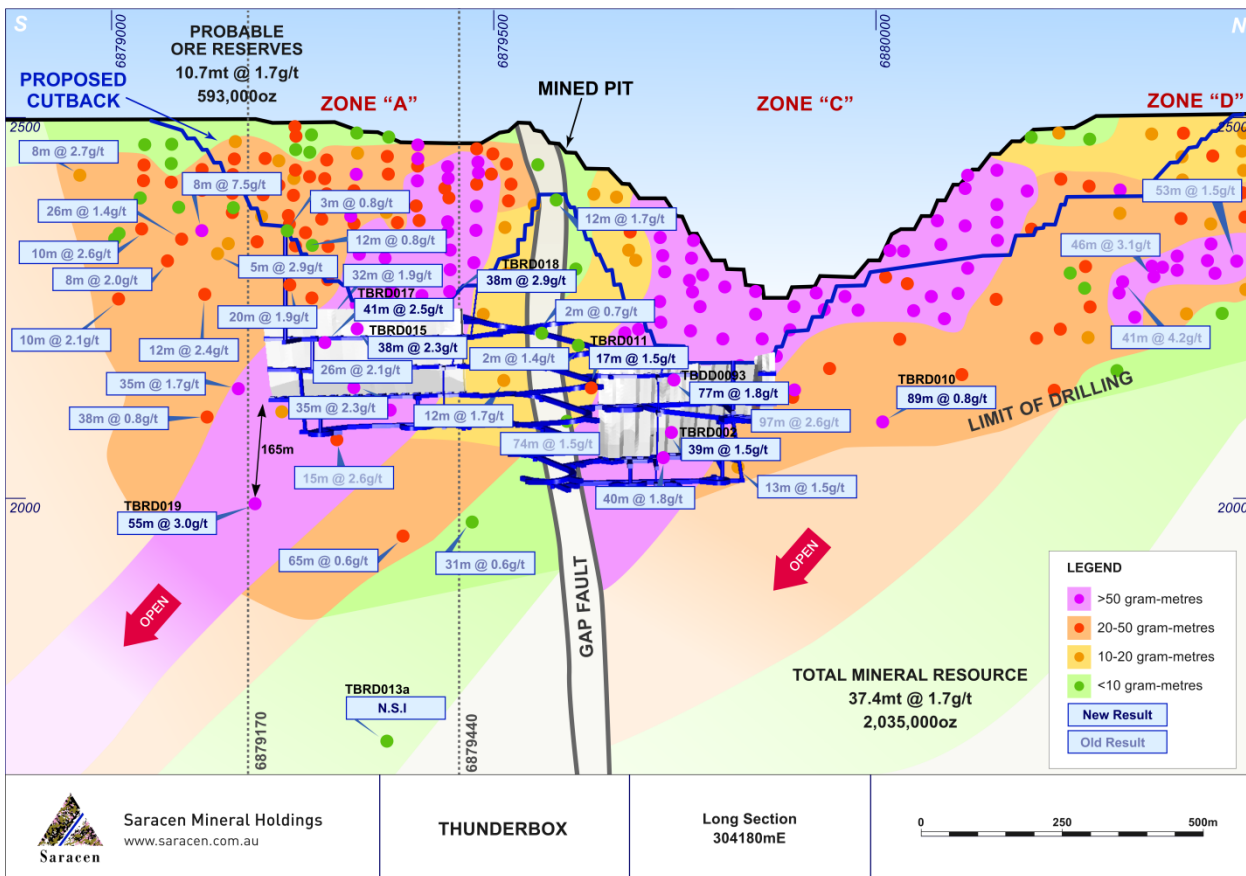 S
6879000
6879500
6880000
N
PROBABLE
ORE RESERVES
10.7mt @ 1.7g/t
593,000oz
PROPOSED
CUTBACK
ZONE “A”
MINED PIT
ZONE “C”
ZONE “D”
2500
2500
8m @ 2.7g/t
8m @ 7.5g/t
53m @ 1.5g/t
26m @ 1.4g/t
3m @ 0.8g/t
12m @ 1.7g/t
10m @ 2.6g/t
12m @ 0.8g/t
46m @ 3.1g/t
8m @ 2.0g/t
5m @ 2.9g/t
32m @ 1.9g/t
TBRD018
38m @ 2.9g/t
TBRD017
41m @ 2.5g/t
20m @ 1.9g/t
2m @ 0.7g/t
10m @ 2.1g/t
TBRD015
38m @ 2.3g/t
TBRD011
17m @ 1.5g/t
41m @ 4.2g/t
12m @ 2.4g/t
2m @ 1.4g/t
26m @ 2.1g/t
TBDD0093
77m @ 1.8g/t
TBRD010
89m @ 0.8g/t
35m @ 1.7g/t
LIMIT OF DRILLING
38m @ 0.8g/t
35m @ 2.3g/t
12m @ 1.7g/t
97m @ 2.6g/t
165m
74m @ 1.5g/t
TBRD002
39m @ 1.5g/t
15m @ 2.6g/t
40m @ 1.8g/t
13m @ 1.5g/t
2000
2000
TBRD019
55m @ 3.0g/t
65m @ 0.6g/t
31m @ 0.6g/t
OPEN
OPEN
GAP FAULT
LEGEND
>50 gram-metres
20-50 gram-metres
10-20 gram-metres
<10 gram-metres
New Result
Old Result
TOTAL MINERAL RESOURCE
37.4mt @ 1.7g/t
2,035,000oz
TBRD013a
N.S.I
6879170
6879440
Saracen
Saracen Mineral Holdings
www.saracen.com.au
THUNDERBOX
Long Section
304180mE
0 250 500m